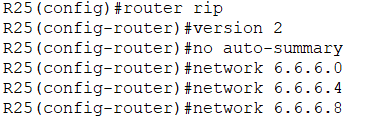 R25(config)#router rip
R25(config-router)#version 2
R25(config-router)#no auto-summary
R25(config-router)#network 6.6.6.0
R25(config-router)#network 6.6.6.4
R25(config-router)#network 6.6.6.8